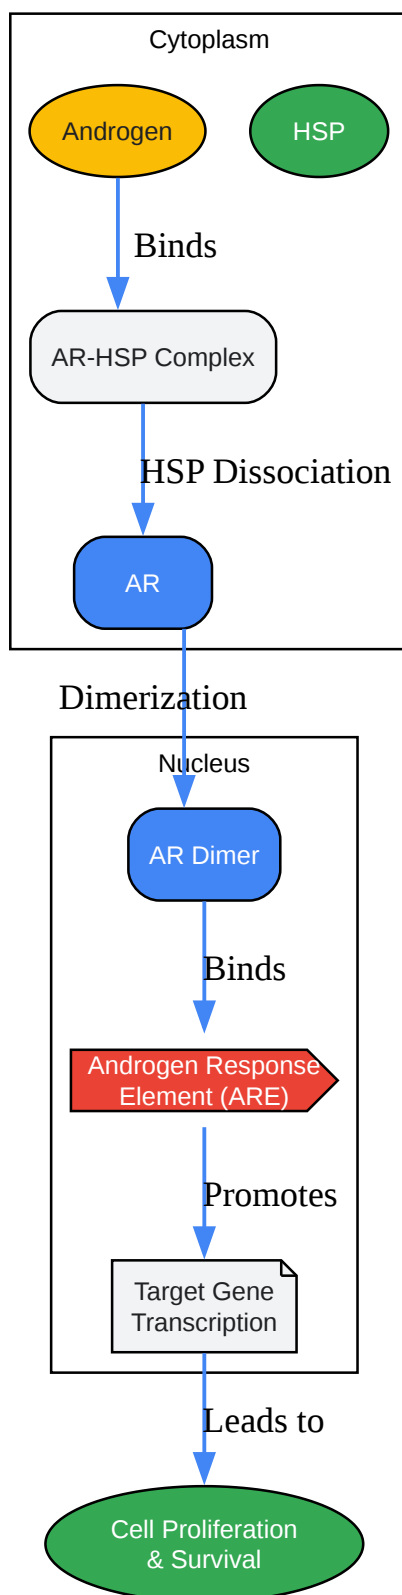 Cytoplasm
Androgen
HSP
Binds
AR-HSP Complex
HSP Dissociation
AR
Dimerization
Nucleus
AR Dimer
Binds
Androgen Response
Element (ARE)
Promotes
Target Gene
Transcription
Leads to
Cell Proliferation
& Survival